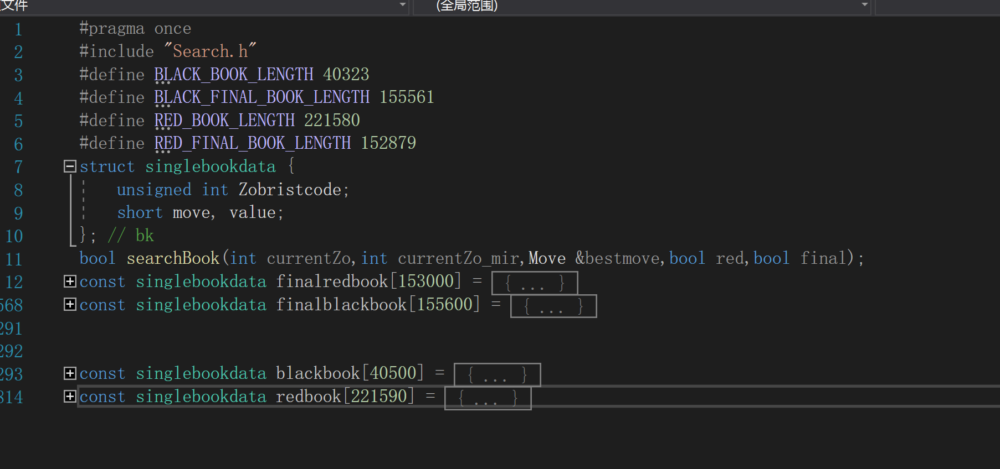 文件 (全局范围)
1 #pragma once
2 #include "Search.h"
3 #define BLACK_BOOK_LENGTH 40323
4 #define BLACK_FINAL_BOOK_LENGTH 155561
5 #define RED_BOOK_LENGTH 221580
6 #define RED_FINAL_BOOK_LENGTH 152879
7 struct singlebookdata {
8 unsigned int Zobristcode;
9 short move, value;
10 }; // bk
11 bool searchBook(int currentZo,int currentZo_mir,Move &bestmove,bool red,bool final);
12 const singlebookdata finalredbook[153000] = { ... }
568 const singlebookdata finalblackbook[155600] = { ... }
291
292
293 const singlebookdata blackbook[40500] = { ... }
814 const singlebookdata redbook[221590] = { ... }